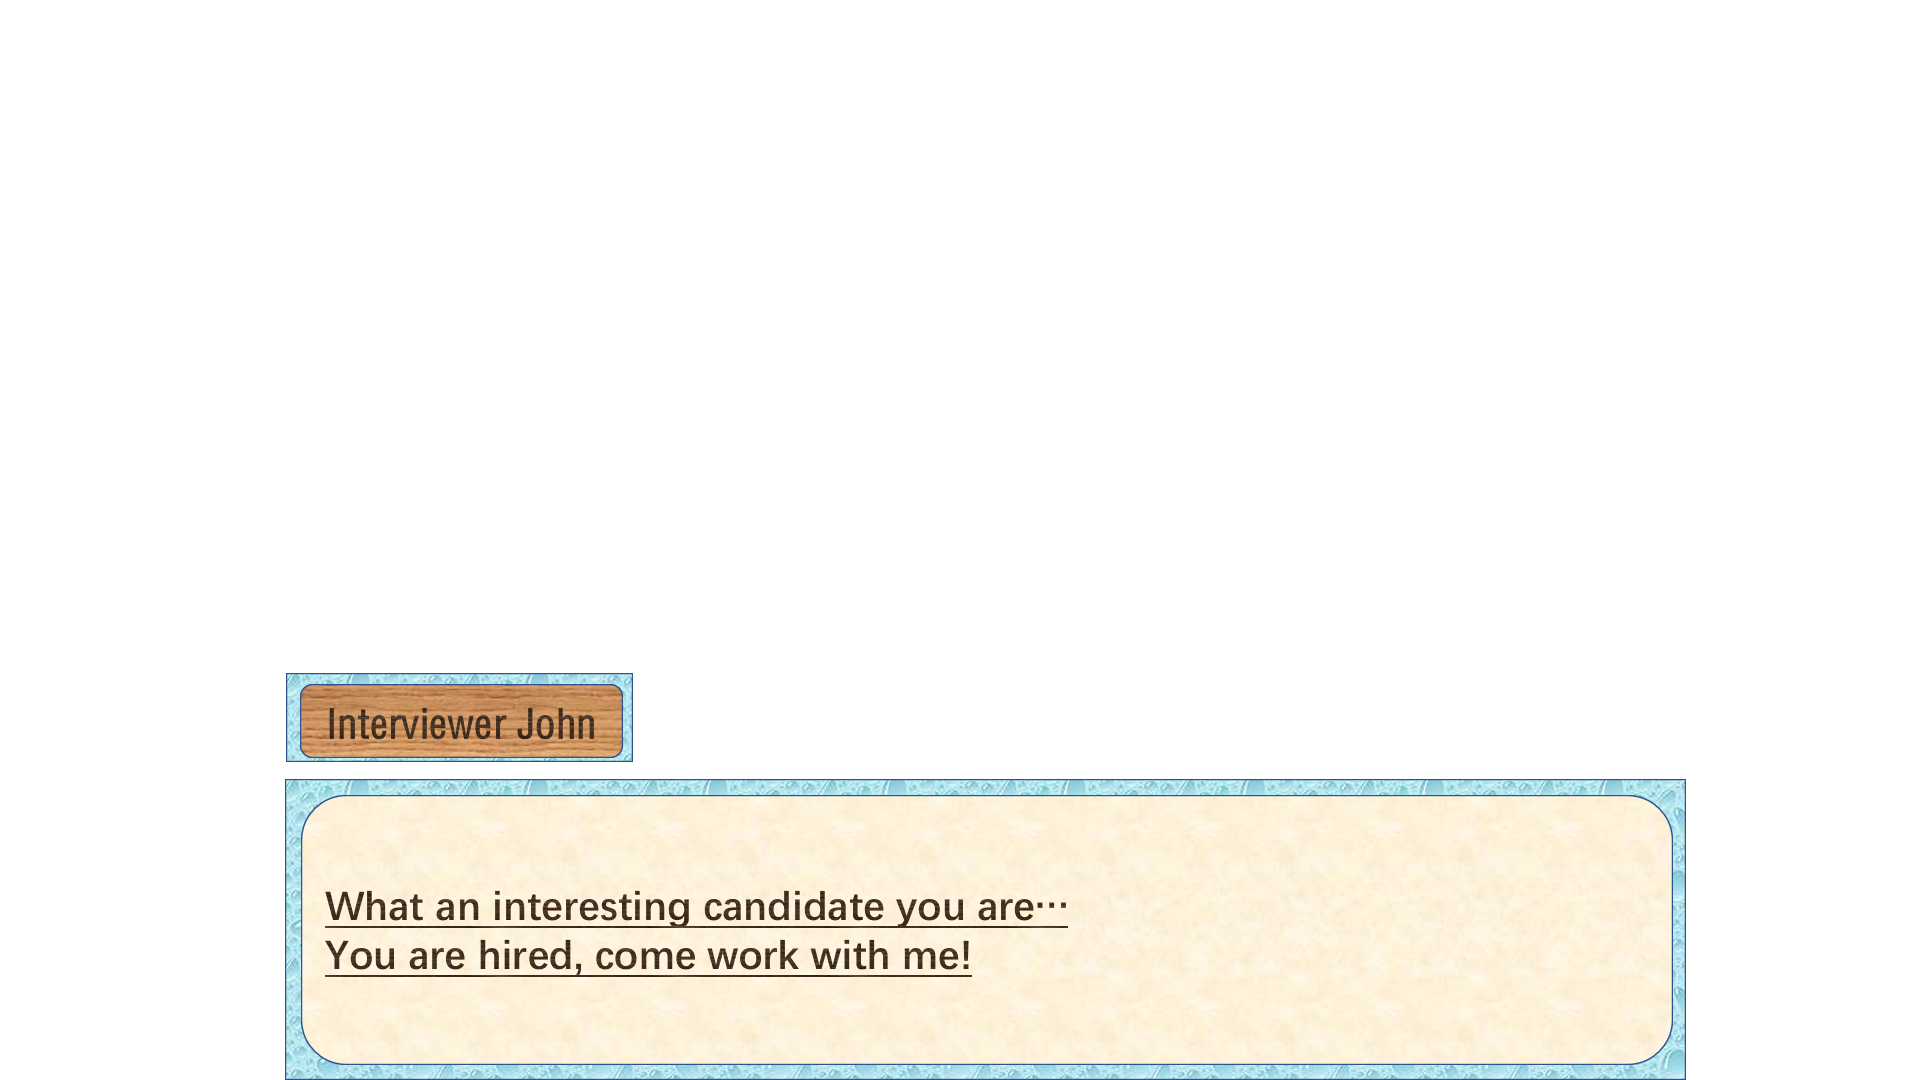 Interviewer John
What an interesting candidate you are⋯
You are hired, come work with me!